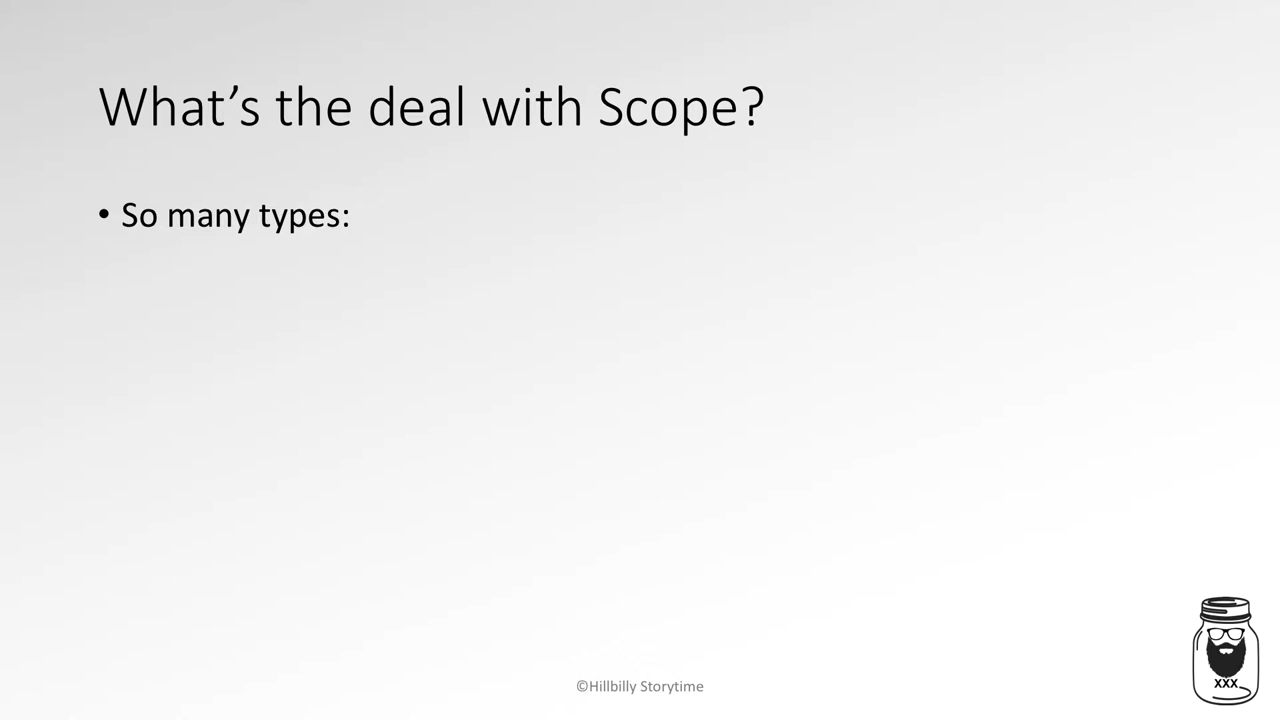 What’s the deal with Scope?
• So many types:
©Hillbilly Storytime
XXX